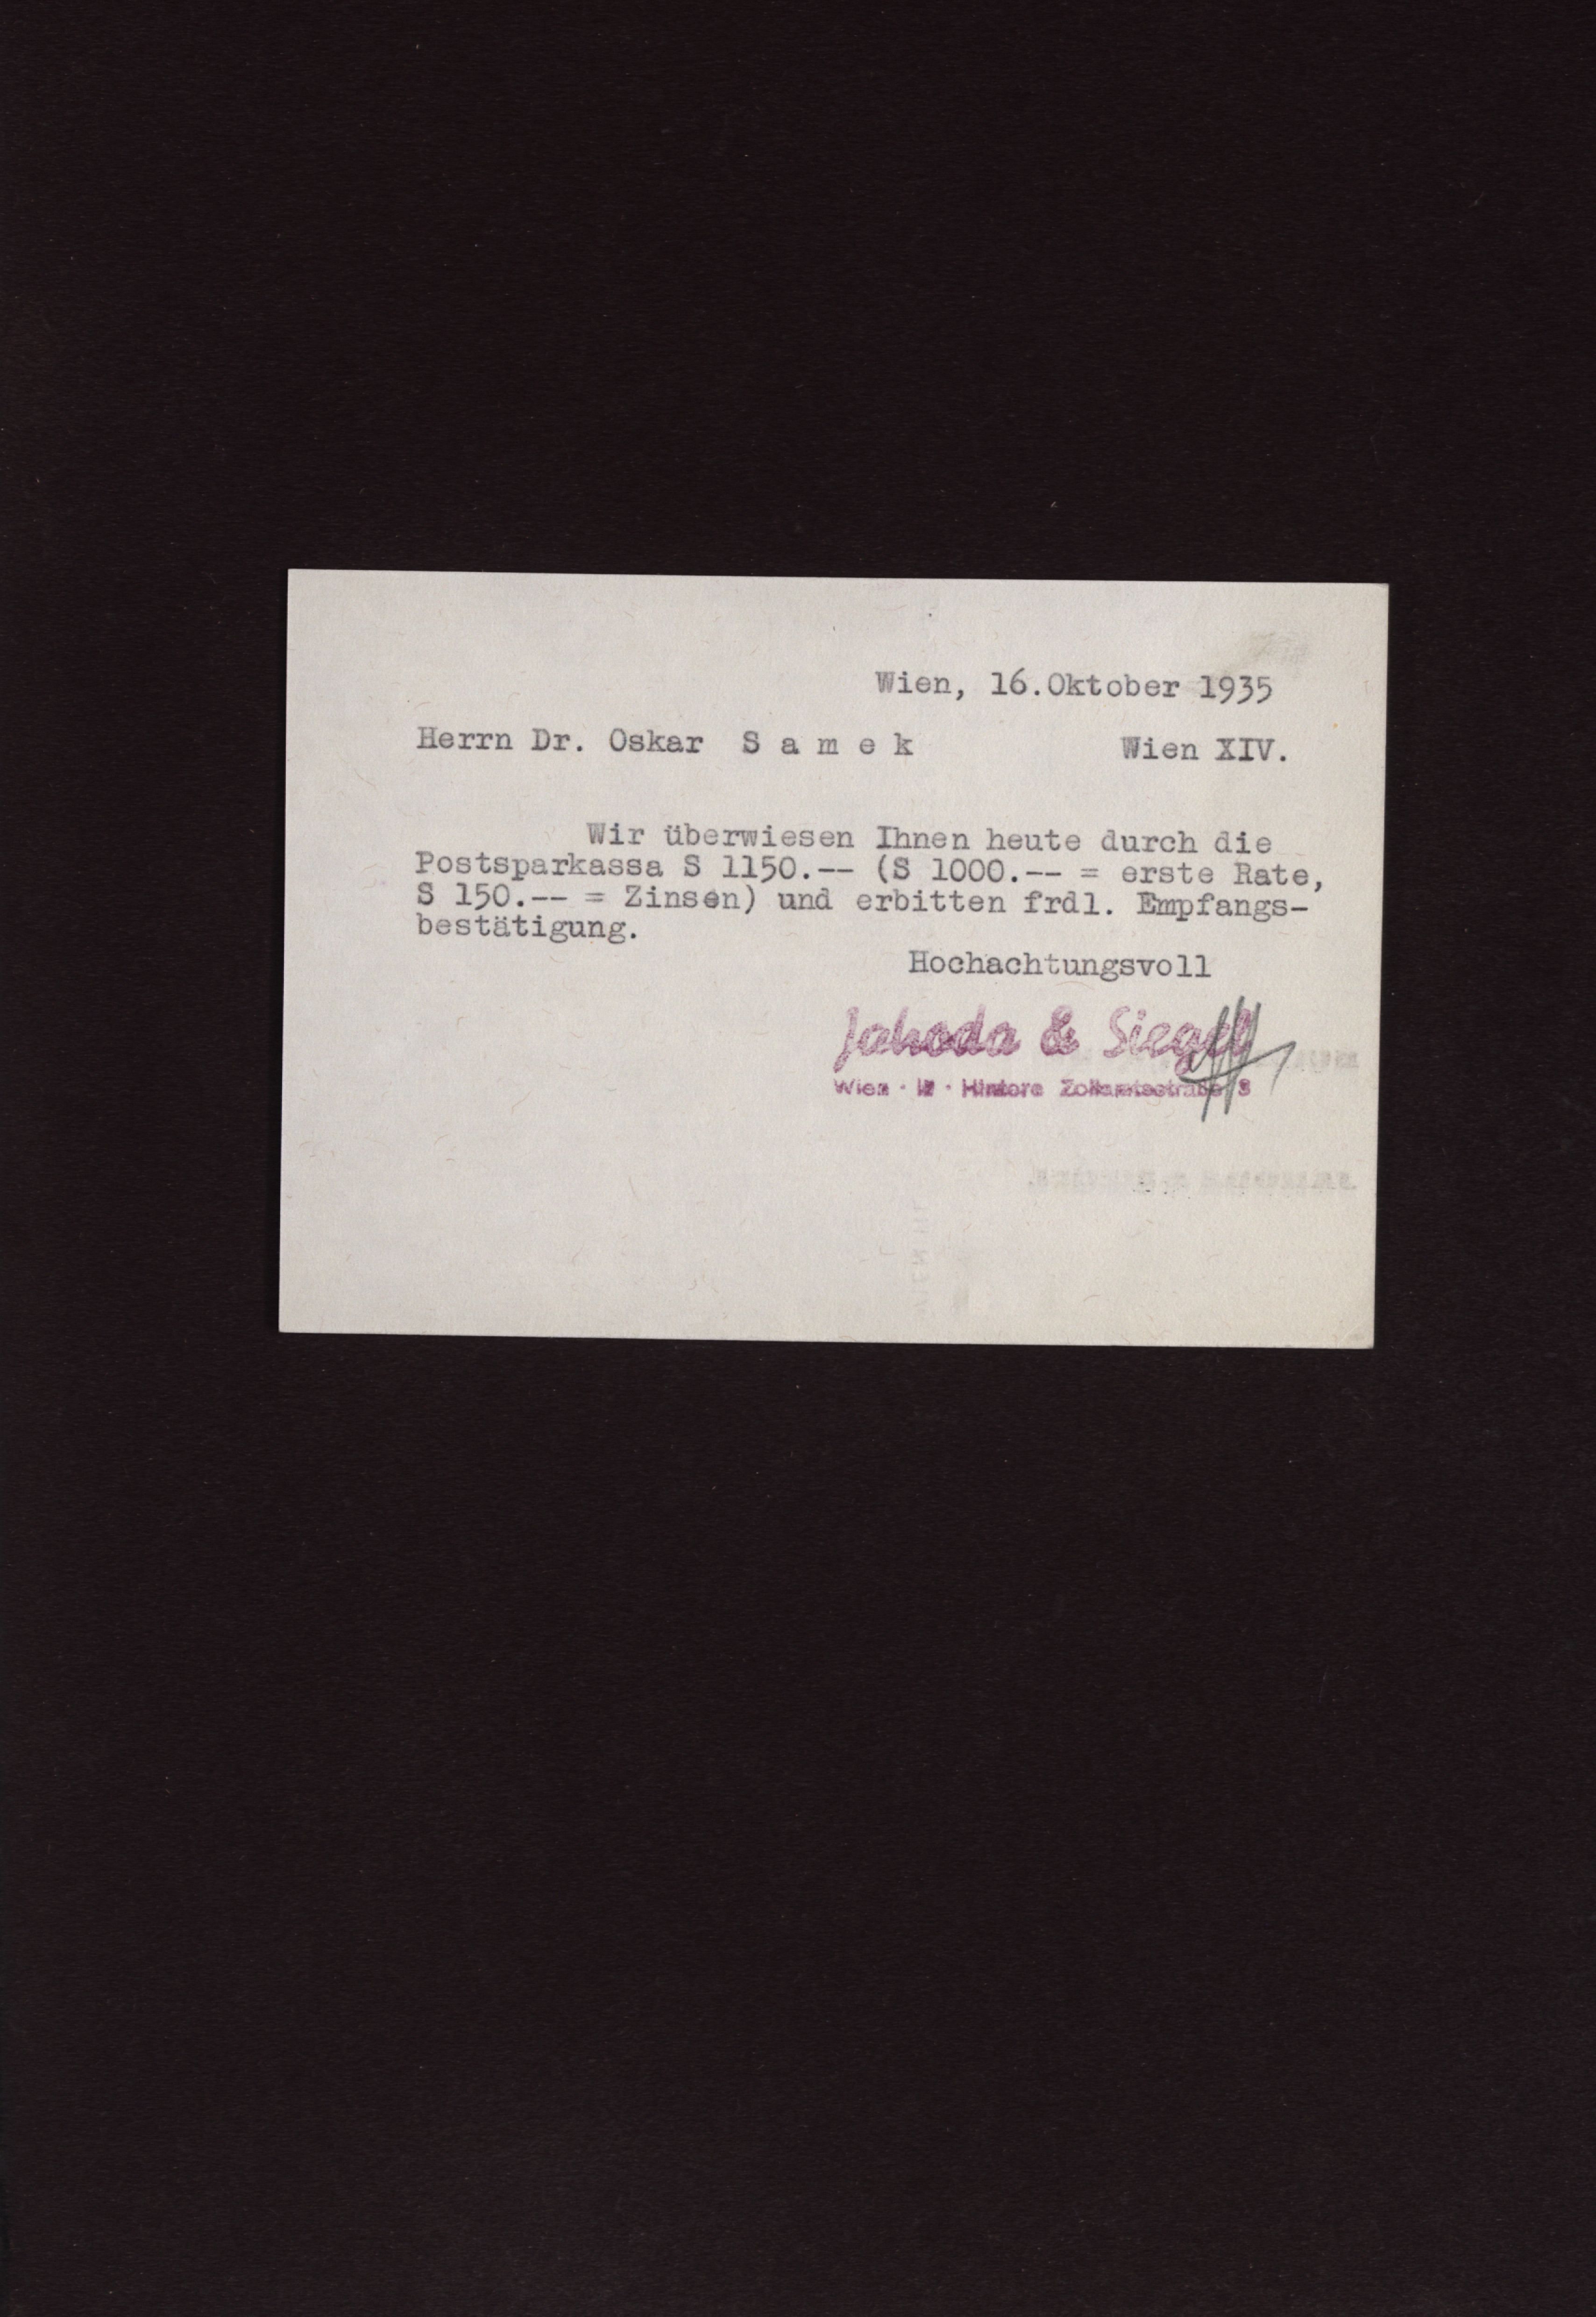 Wien, 16.Oktober 1935
Herrn Dr. Oskar S a m e k Wien XIV.
Wir überwiesen Ihnen heute durch die
Postsparkassa S 1150.-- (S 1000.-- = erste Rate,
S 150.-- = Zinsen) und erbitten frdl. Empfangs-
bestätigung.
Hochachtungsvoll
Jahoda & Siegel
Wien · III · Hintere Zollamtsstraße 3